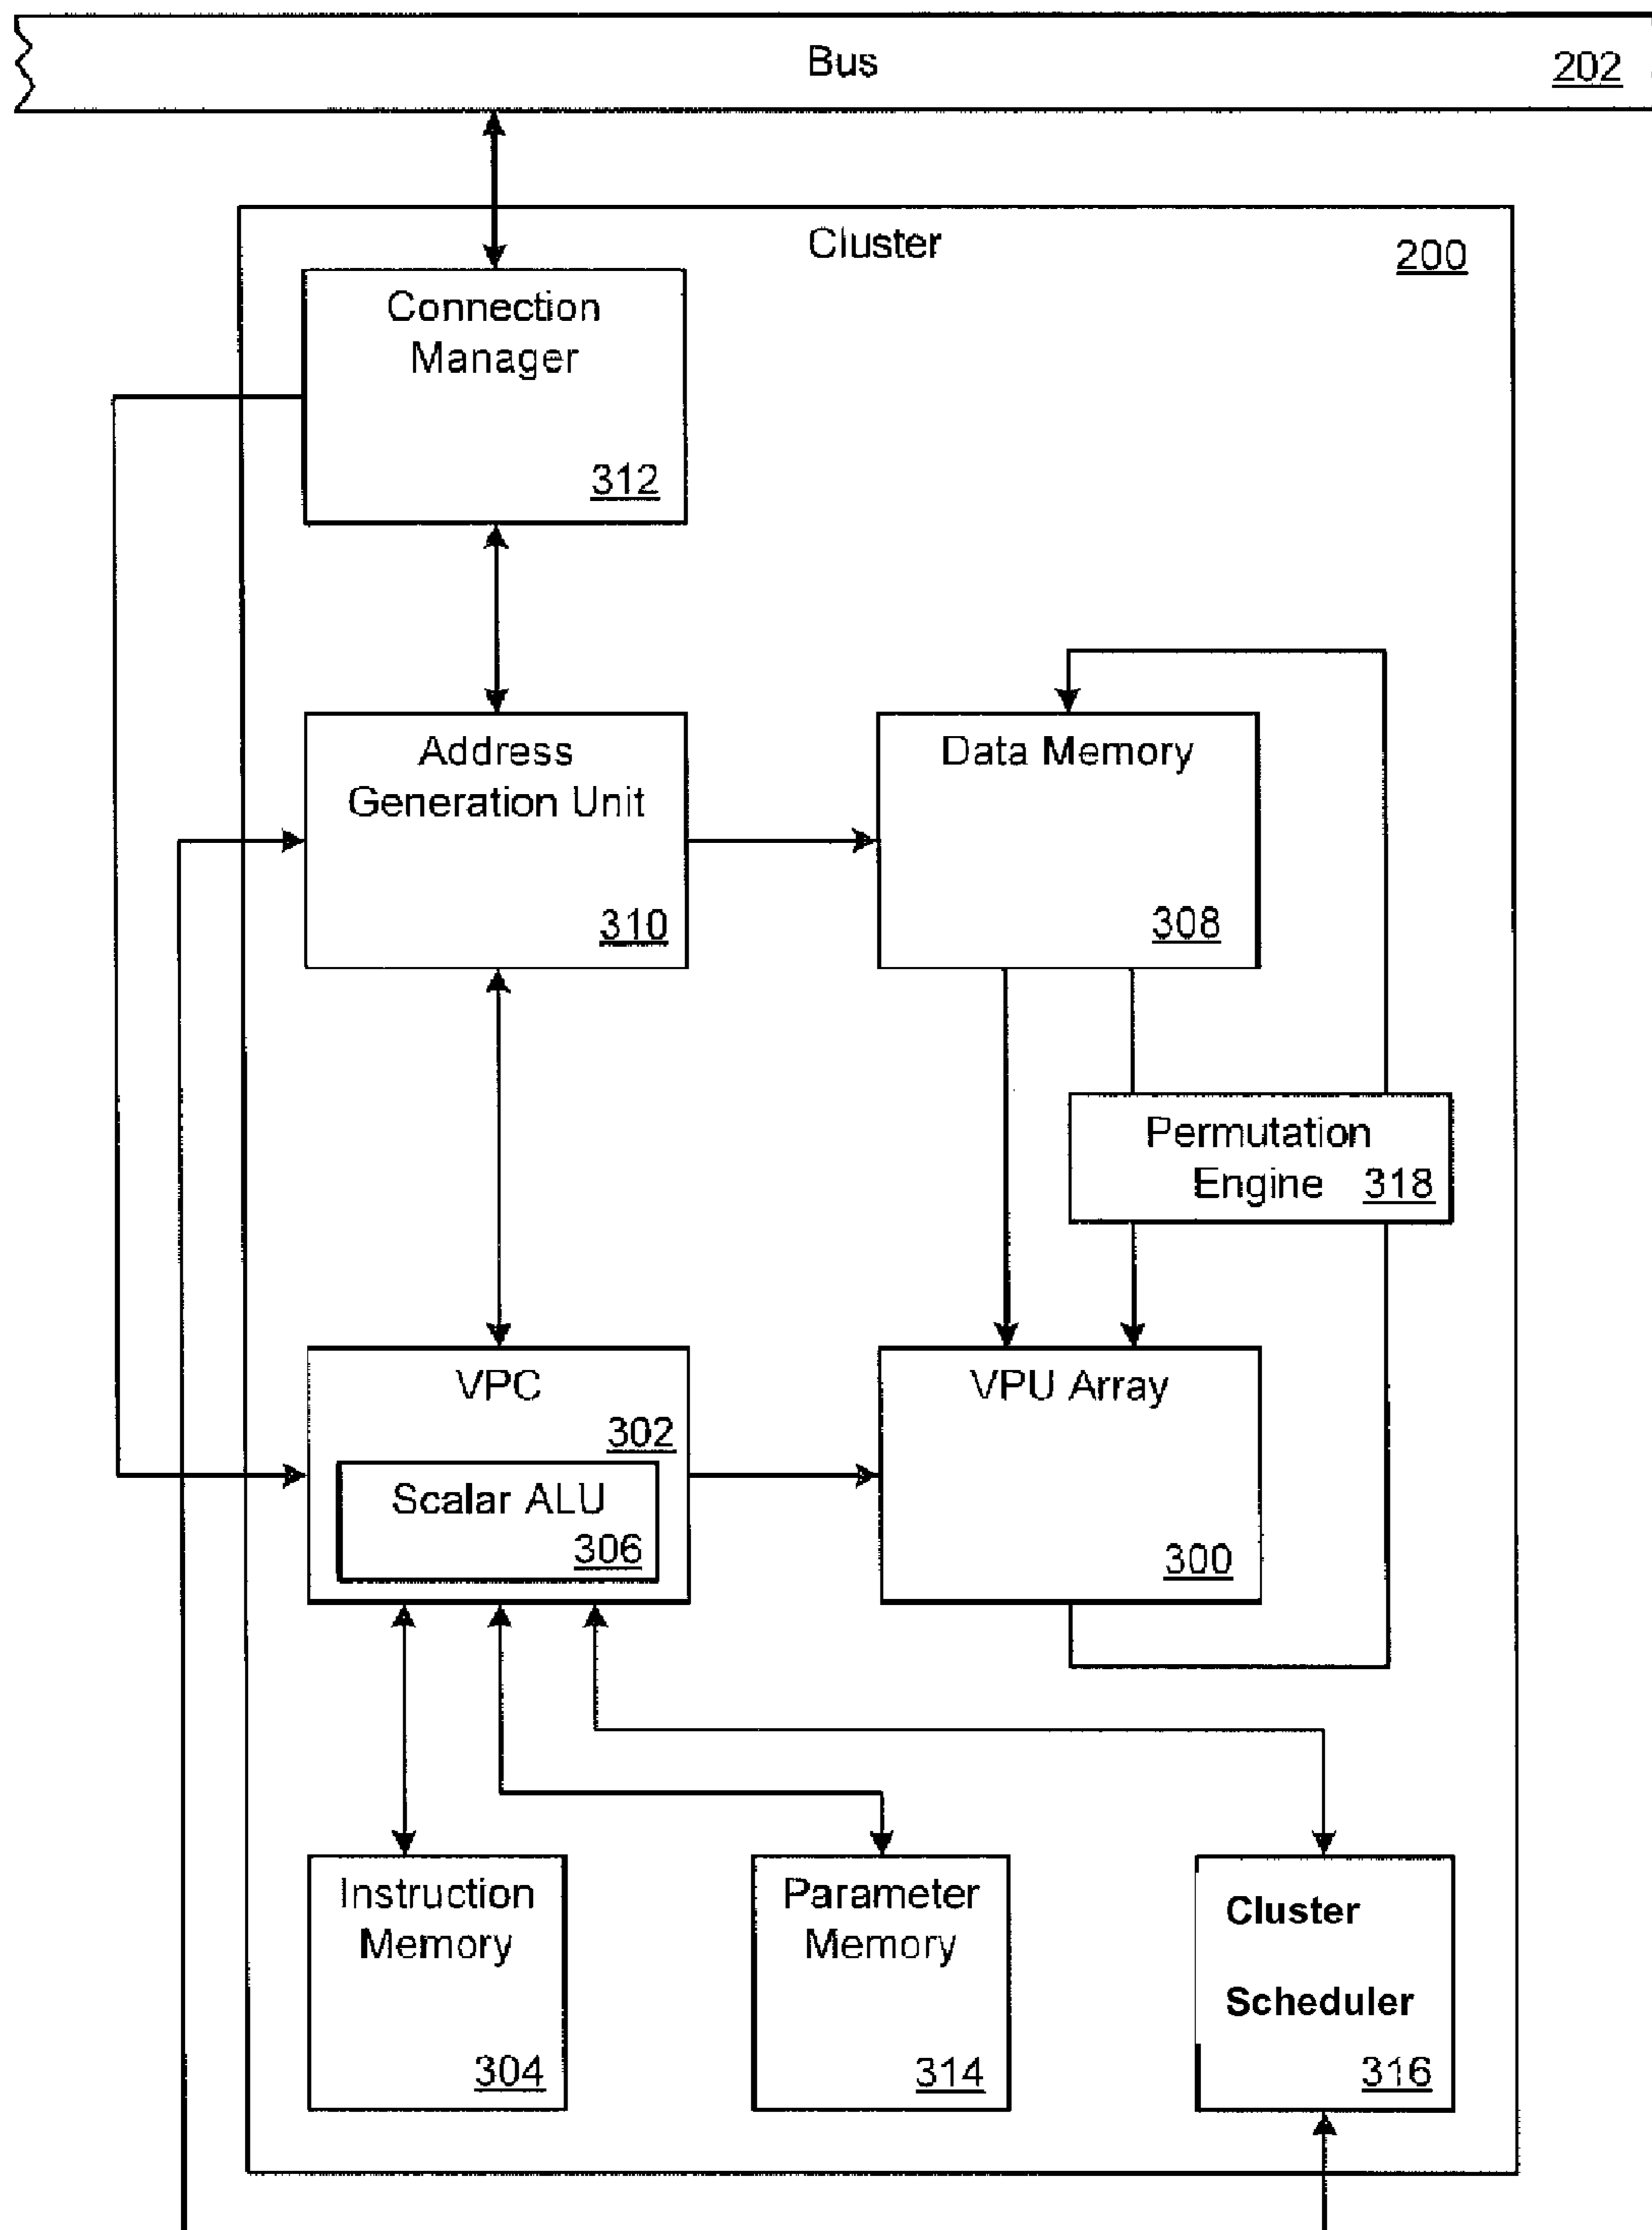 Bus
202
Cluster
200
Connection
Manager
312
Address
Generation Unit
310
Data Memory
308
Permutation
Engine 318
VPC
302
Scalar ALU
306
VPU Array
300
Instruction
Memory
304
Parameter
Memory
314
Cluster
Scheduler
316